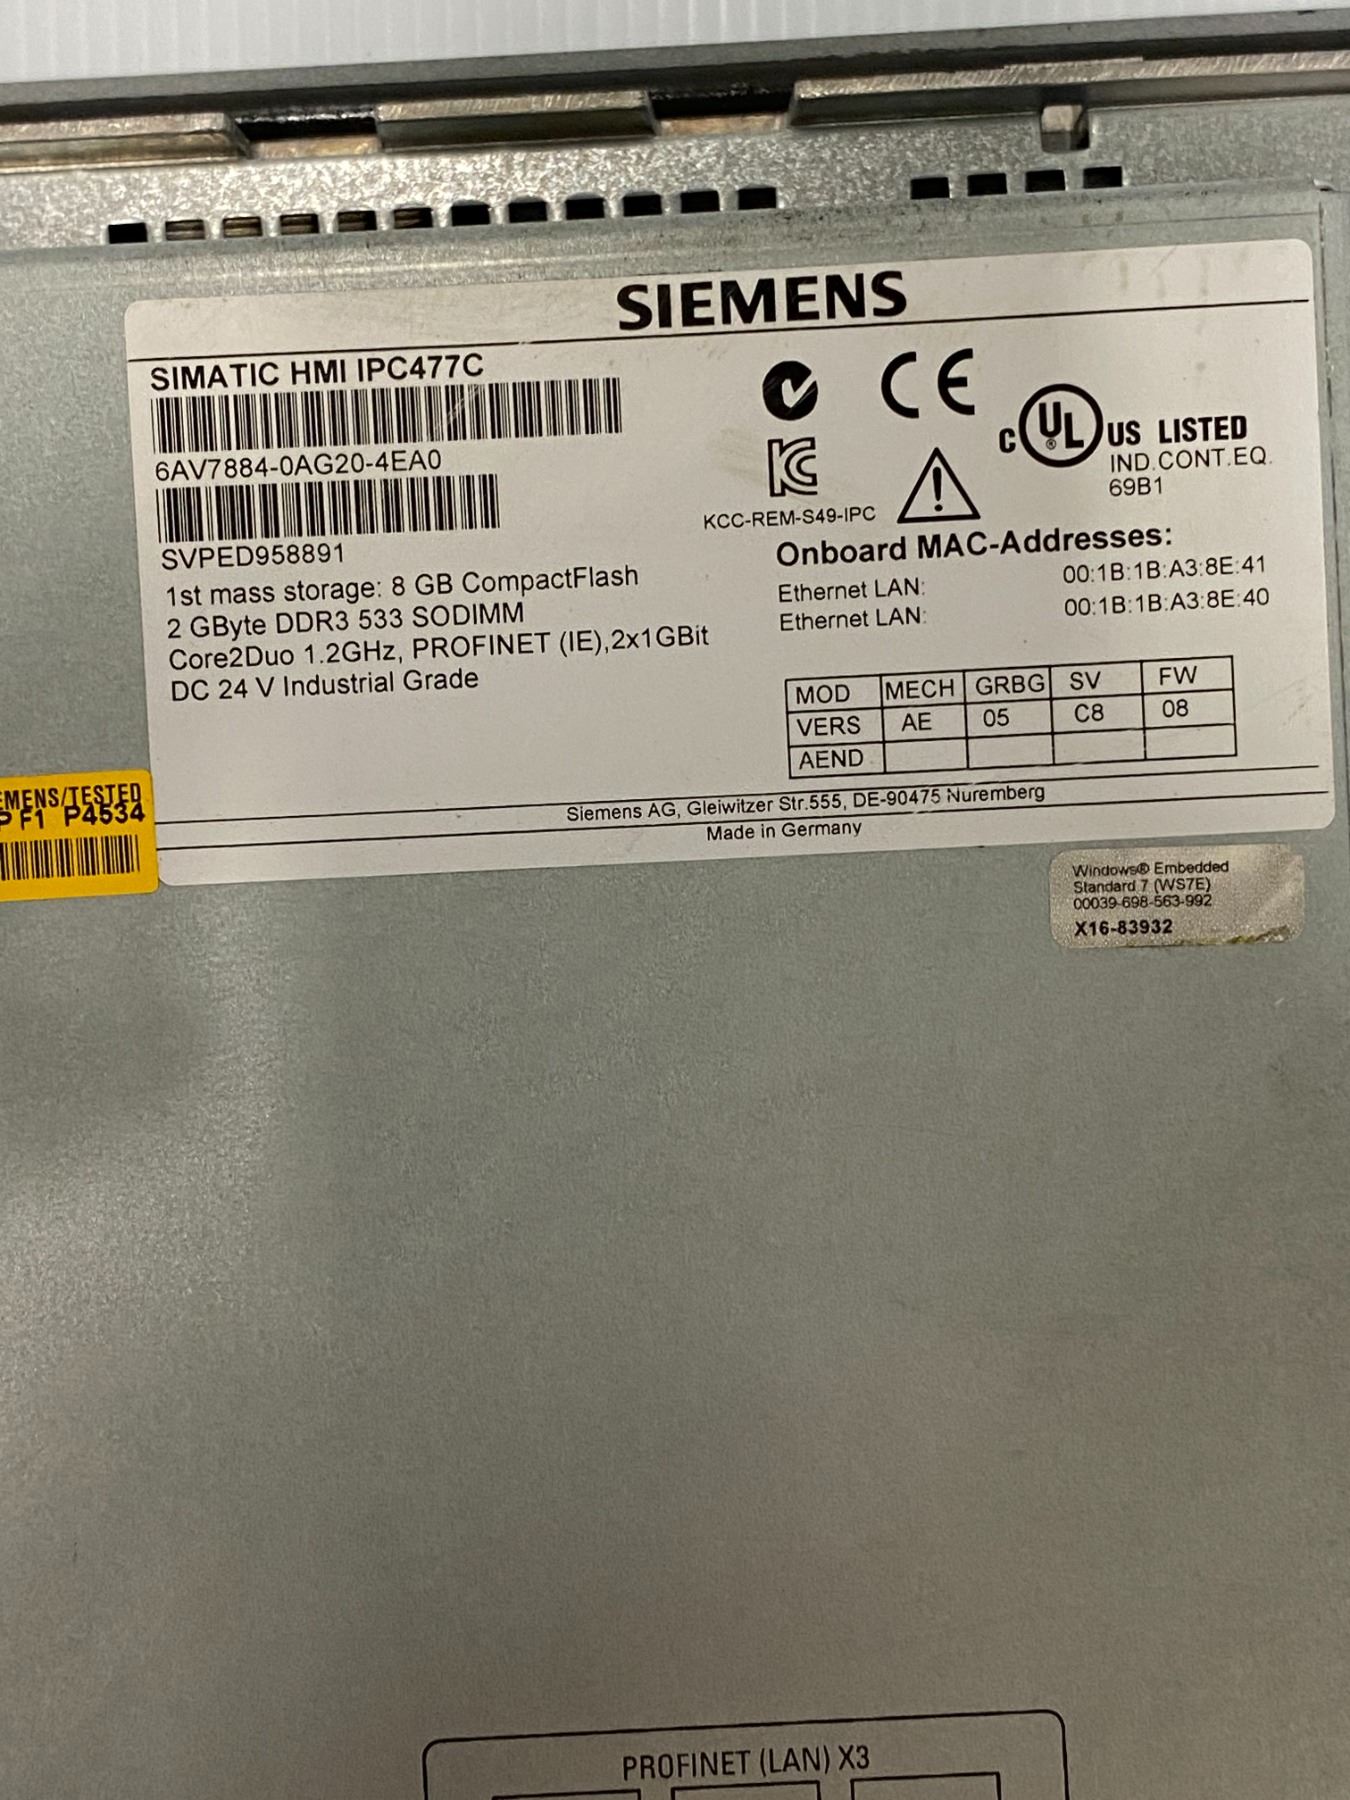 SIEMENS
SIMATIC HMI IPC477C
6AV7884-0AG20-4EA0
SVPED958891
1st mass storage: 8 GB CompactFlash
2 GByte DDR3 533 SODIMM
Core2Duo 1.2GHz, PROFINET (IE),2x1GBit
DC 24 V Industrial Grade
CE
KCC-REM-S49-IPC
C UL® US LISTED
IND.CONT.EQ.
69B1
Onboard MAC-Addresses:
Ethernet LAN: 00:1B:1B:A3:8E:41
Ethernet LAN: 00:1B:1B:A3:8E:40
MOD MECH GRBG SV FW
VERS AE 05 C8 08
AEND
Siemens AG, Gleiwitzer Str.555, DE-90475 Nuremberg
Made in Germany
EMENS/TESTED
P F1 P4534
Windows® Embedded
Standard 7 (WS7E)
00039-698-563-992
X16-83932
PROFINET (LAN) X3